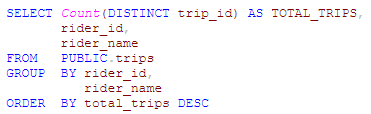 SELECT Count(DISTINCT trip_id) AS TOTAL_TRIPS,
       rider_id,
       rider_name
FROM   PUBLIC.trips
GROUP  BY rider_id,
          rider_name
ORDER  BY total_trips DESC